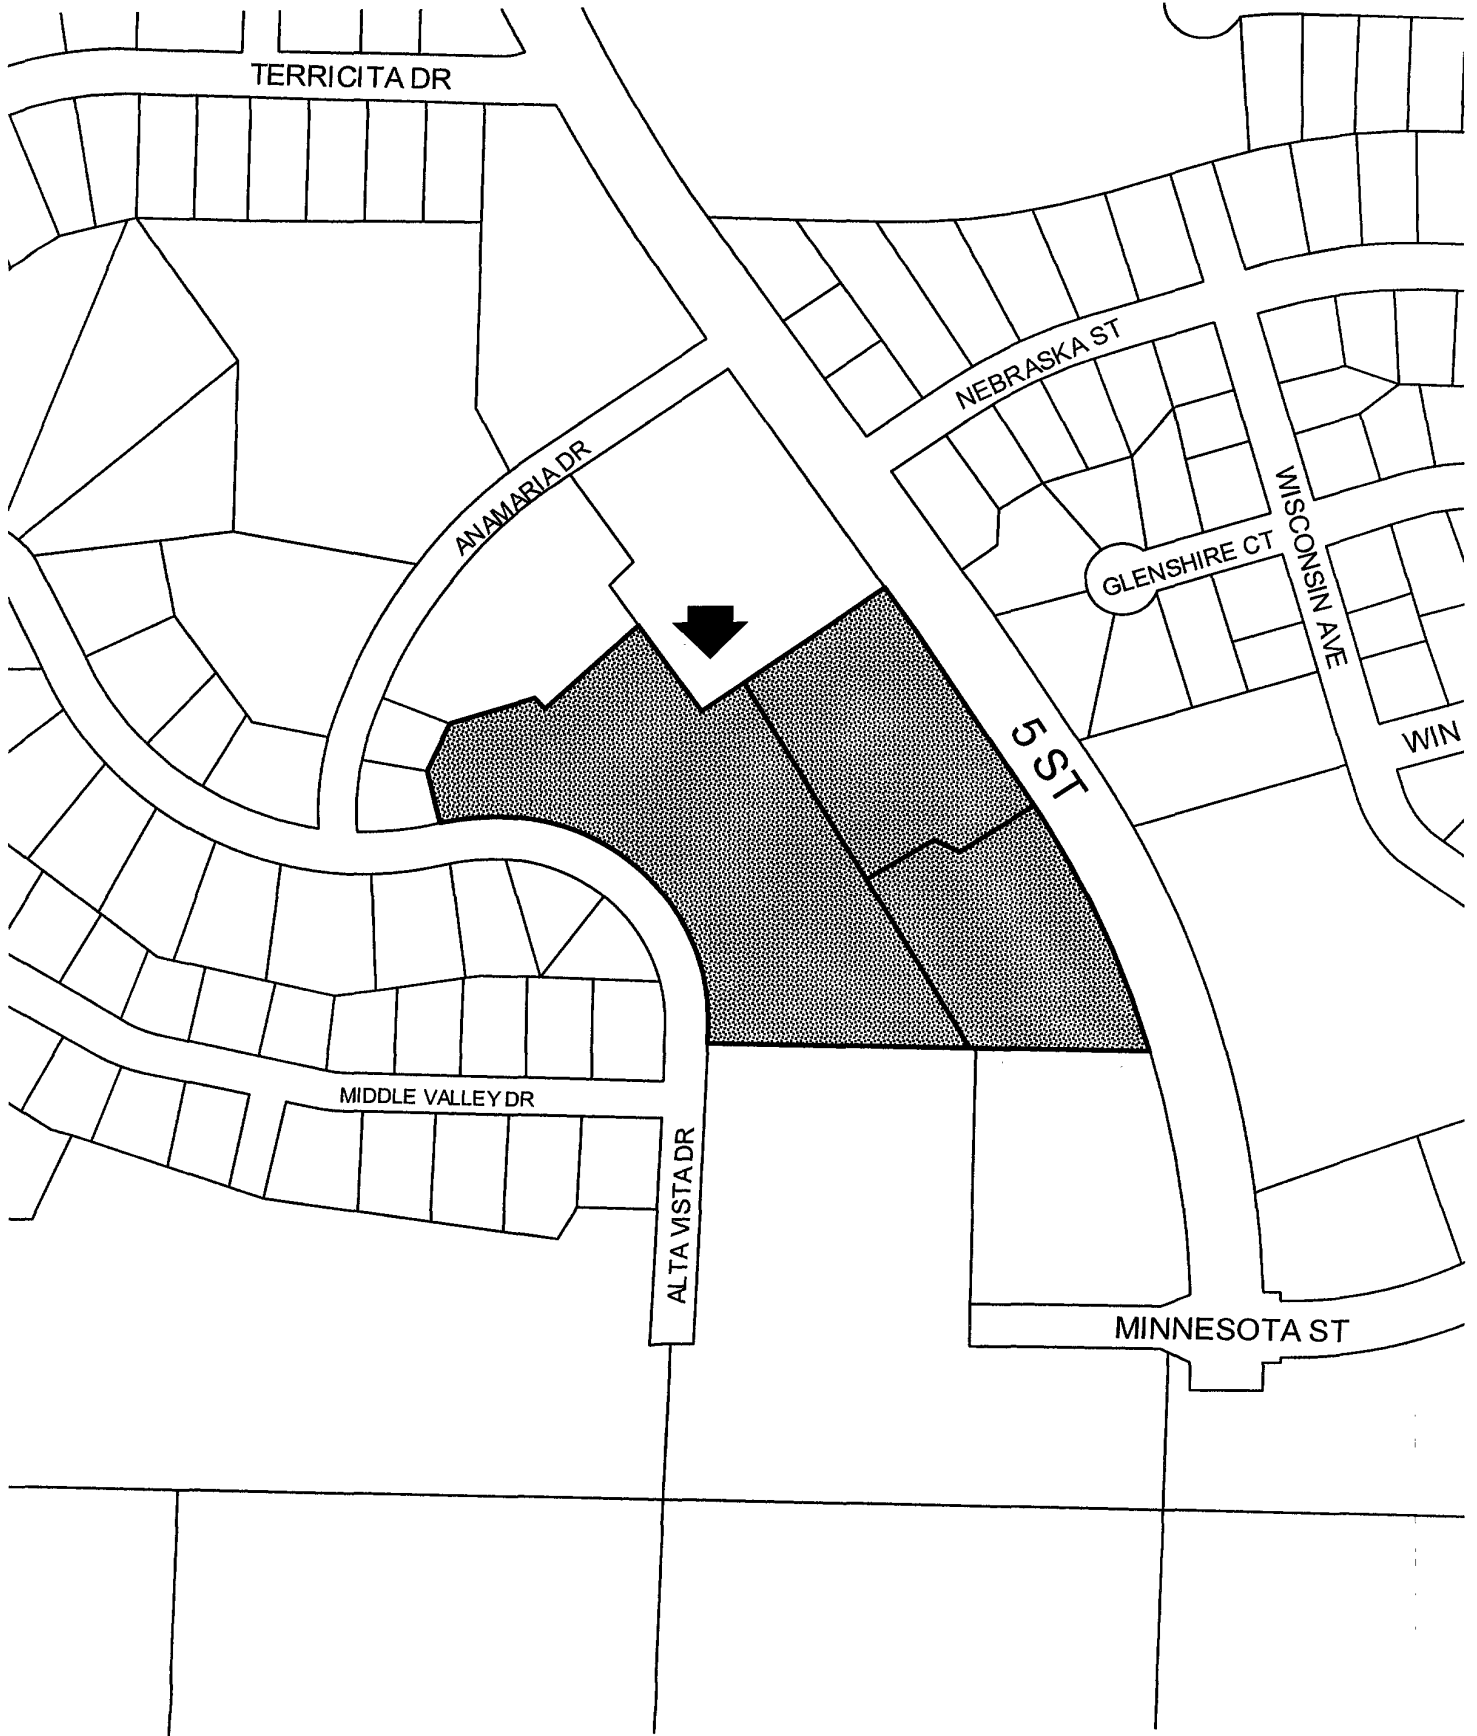 TERRICITA DR
NEBRASKA ST
ANAMARIA DR
WISCONSIN AVE
GLENSHIRE CT
5 ST
WIN
MIDDLE VALLEY DR
ALTA VISTA DR
MINNESOTA ST